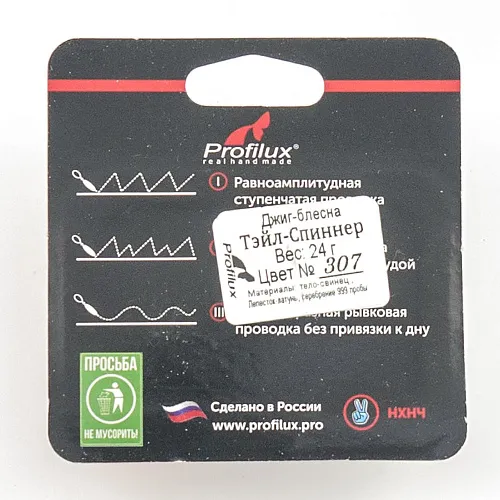 Profilux®
real hand made
I Равноамплитудная
ступенчатая проводка
Джиг-блесна
Тэйл-Спиннер
Вес: 24 г
Цвет № 307
Материалы: тело-свинец,
Лепесток-латунь, серебрение 999 пробы
Profilux
III рывковая
проводка без привязки к дну
ПРОСЬБА
НЕ МУСОРИТЬ!
Сделано в России
www.profilux.pro
НХНЧ